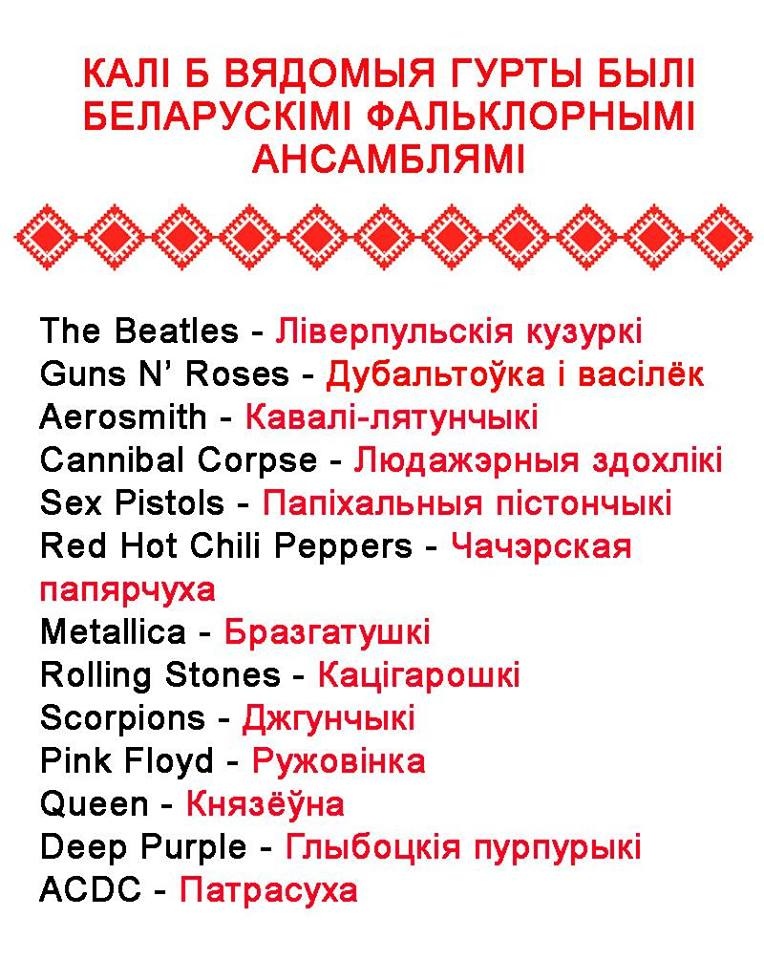 КАЛІ Б ВЯДОМЫЯ ГУРТЫ БЫЛІ
БЕЛАРУСКІМІ ФАЛЬКЛОРНЫМІ
АНСАМБЛЯМІ
The Beatles - Ліверпульскія кузуркі
Guns N’ Roses - Дубальтоўка і васілёк
Aerosmith - Кавалі-лятунчыкі
Cannibal Corpse - Людажэрныя здохлікі
Sex Pistols - Папіхальныя пістончыкі
Red Hot Chili Peppers - Чачэрская
папярчуха
Metallica - Бразгатушкі
Rolling Stones - Кацігарошкі
Scorpions - Джгунчыкі
Pink Floyd - Ружовінка
Queen - Князёўна
Deep Purple - Глыбоцкія пурпурыкі
ACDC - Патрасуха